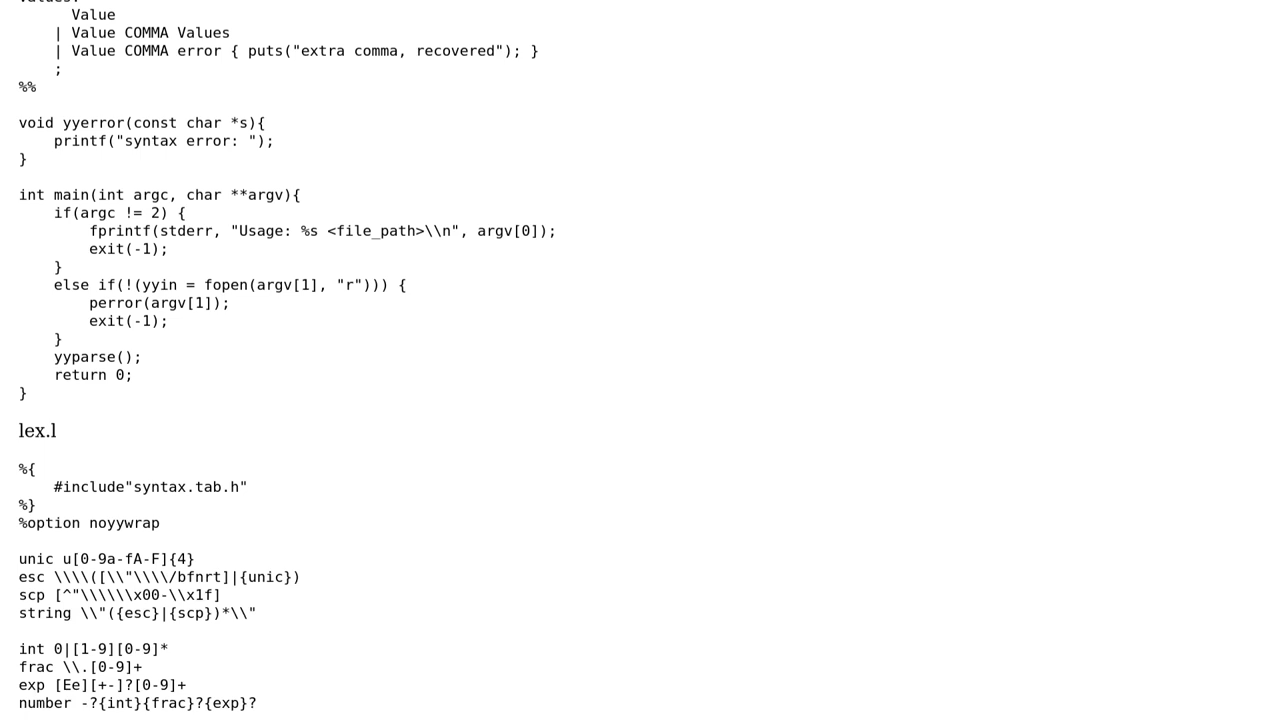 values:
      Value
    | Value COMMA Values
    | Value COMMA error { puts("extra comma, recovered"); }
    ;
%%
void yyerror(const char *s){
    printf("syntax error: ");
}
int main(int argc, char **argv){
    if(argc != 2) {
        fprintf(stderr, "Usage: %s <file_path>\\n", argv[0]);
        exit(-1);
    }
    else if(!(yyin = fopen(argv[1], "r"))) {
        perror(argv[1]);
        exit(-1);
    }
    yyparse();
    return 0;
}
lex.l
%{
    #include"syntax.tab.h"
%}
%option noyywrap
unic u[0-9a-fA-F]{4}
esc \\\\([\\"\\\\/bfnrt]|{unic})
scp [^"\\\\\\x00-\\x1f]
string \\"({esc}|{scp})*\\"
int 0|[1-9][0-9]*
frac \\.[0-9]+
exp [Ee][+-]?[0-9]+
number -?{int}{frac}?{exp}?